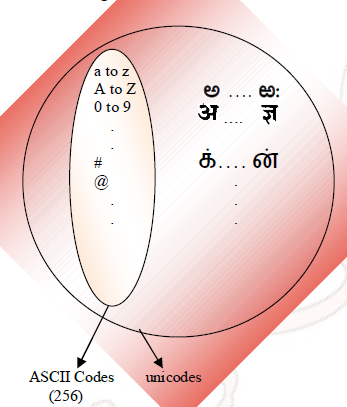 a to z
A to Z
0 to 9
.
.
#
@
.
.
அ .... ஃ
अ .... ज्ञ
க் .... ன்
.
.
.
ASCII Codes
(256)
unicodes